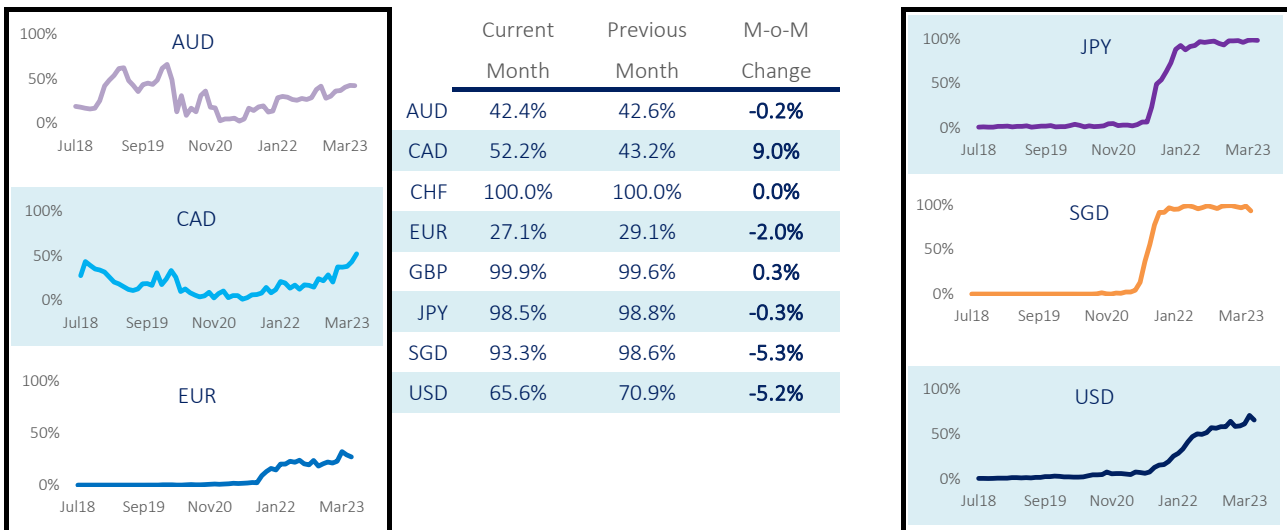 AUD
100%
50%
0%
Jul18 Sep19 Nov20 Jan22 Mar23
CAD
100%
50%
0%
Jul18 Sep19 Nov20 Jan22 Mar23
EUR
100%
50%
0%
Jul18 Sep19 Nov20 Jan22 Mar23
Current Previous M-o-M
Month Month Change
AUD 42.4% 42.6% -0.2%
CAD 52.2% 43.2% 9.0%
CHF 100.0% 100.0% 0.0%
EUR 27.1% 29.1% -2.0%
GBP 99.9% 99.6% 0.3%
JPY 98.5% 98.8% -0.3%
SGD 93.3% 98.6% -5.3%
USD 65.6% 70.9% -5.2%
JPY
100%
50%
0%
Jul18 Sep19 Nov20 Jan22 Mar23
SGD
100%
50%
0%
Jul18 Sep19 Nov20 Jan22 Mar23
USD
100%
50%
0%
Jul18 Sep19 Nov20 Jan22 Mar23